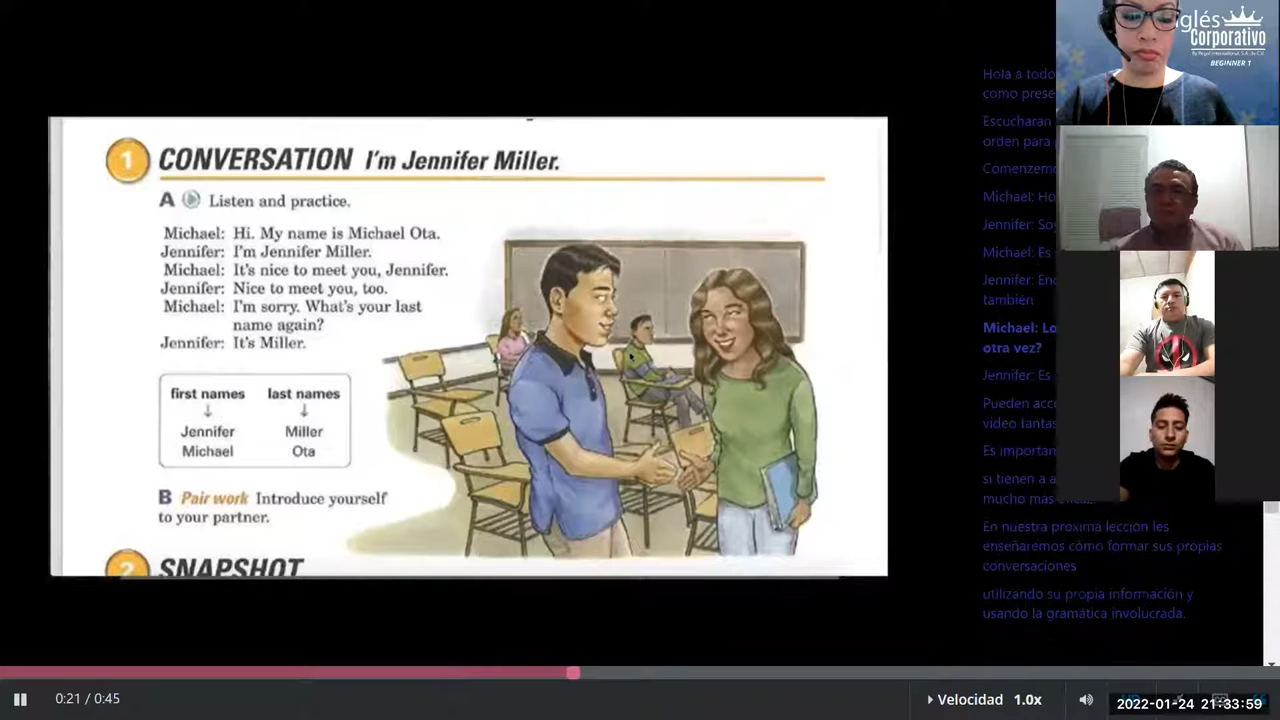 1 CONVERSATION I'm Jennifer Miller.
A Listen and practice.
Michael: Hi. My name is Michael Ota.
Jennifer: I'm Jennifer Miller.
Michael: It's nice to meet you, Jennifer.
Jennifer: Nice to meet you, too.
Michael: I'm sorry. What's your last
name again?
Jennifer: It's Miller.
first names last names
Jennifer Miller
Michael Ota
B Pair work Introduce yourself
to your partner.
2 SNAPSHOT
Hola a todo
como prese
Escucharan
orden para
Comenzem
Michael: Ho
Jennifer: Soy
Michael: Es
Jennifer: Enc
también
Michael: Lo
otra vez?
Jennifer: Es
Pueden acc
video fantas
Es importan
si tienen a a
mucho más
En nuestra proxima lección les
enseñaremos cómo formar sus propias
conversaciones
utilizando su propia información y
usando la gramática involucrada.
glés
Corporativo
BEGINNER 1
0:21 / 0:45
Velocidad 1.0x
2022-01-24 21:33:59